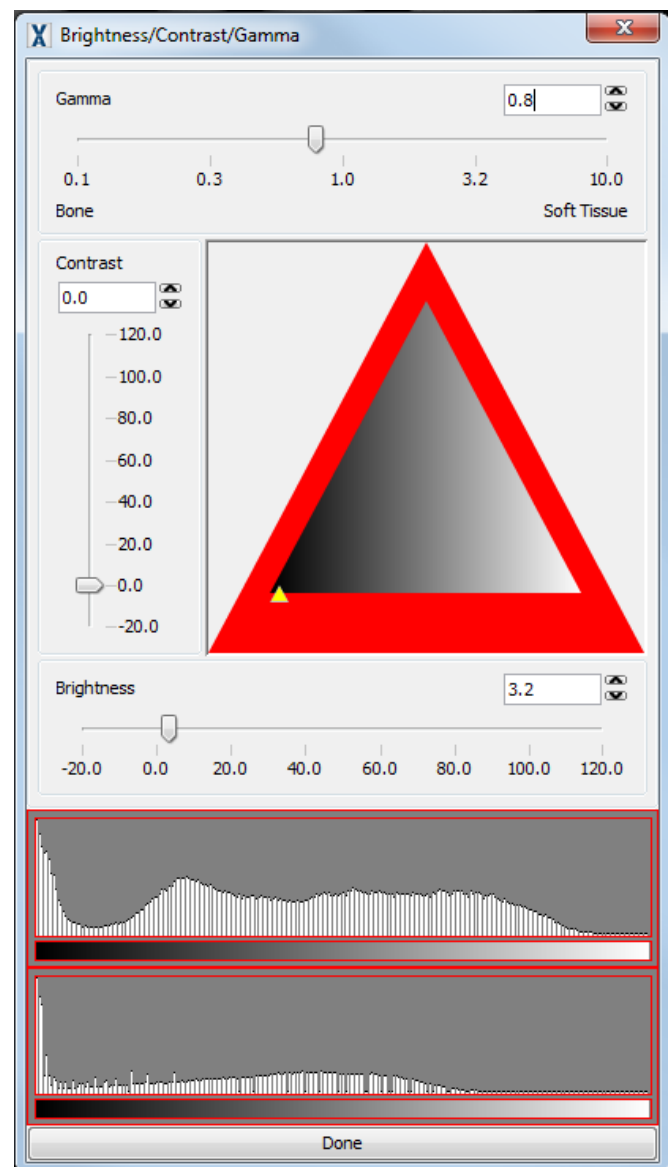 Brightness/Contrast/Gamma
Gamma
0.8
0.1 0.3 1.0 3.2 10.0
Bone Soft Tissue
Contrast
0.0
120.0
100.0
80.0
60.0
40.0
20.0
0.0
-20.0
Brightness
3.2
-20.0 0.0 20.0 40.0 60.0 80.0 100.0 120.0
Done